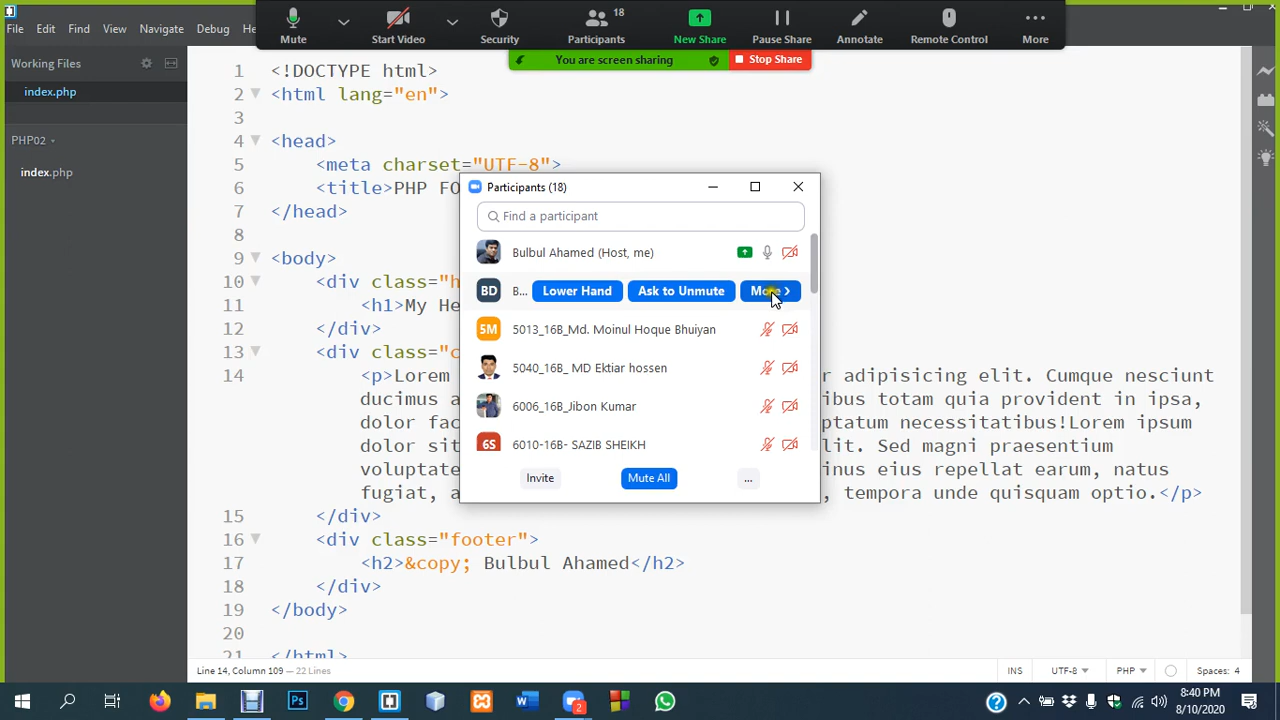 Mute
Start Video
Security
Participants
18
New Share
Pause Share
Annotate
Remote Control
More
You are screen sharing
Stop Share
File Edit Find View Navigate Debug
Working Files
index.php
PHP02
index.php
1 <!DOCTYPE html>
2 <html lang="en">
3
4 <head>
5 <meta charset="UTF-8">
6 <title>PHP FO
7 </head>
8
9 <body>
10 <div class="h
11 <h1>My He
12 </div>
13 <div class="c
14 <p>Lorem r adipisicing elit. Cumque nesciunt
ducimus a ibus totam quia provident in ipsa,
dolor fac ptatum necessitatibus!Lorem ipsum
dolor sit lit. Sed magni praesentium
voluptate inus eius repellat earum, natus
fugiat, a , tempora unde quisquam optio.</p>
15 </div>
16 <div class="footer">
17 <h2>&copy; Bulbul Ahamed</h2>
18 </div>
19 </body>
20
21 </html>
Participants (18)
Find a participant
Bulbul Ahamed (Host, me)
BD B... Lower Hand Ask to Unmute More >
5M 5013_16B_Md. Moinul Hoque Bhuiyan
5040_16B_ MD Ektiar hossen
6006_16B_Jibon Kumar
6S 6010-16B- SAZIB SHEIKH
Invite Mute All ...
Line 14, Column 109 — 22 Lines
INS UTF-8 PHP Spaces: 4
Ps
2
8:40 PM
8/10/2020